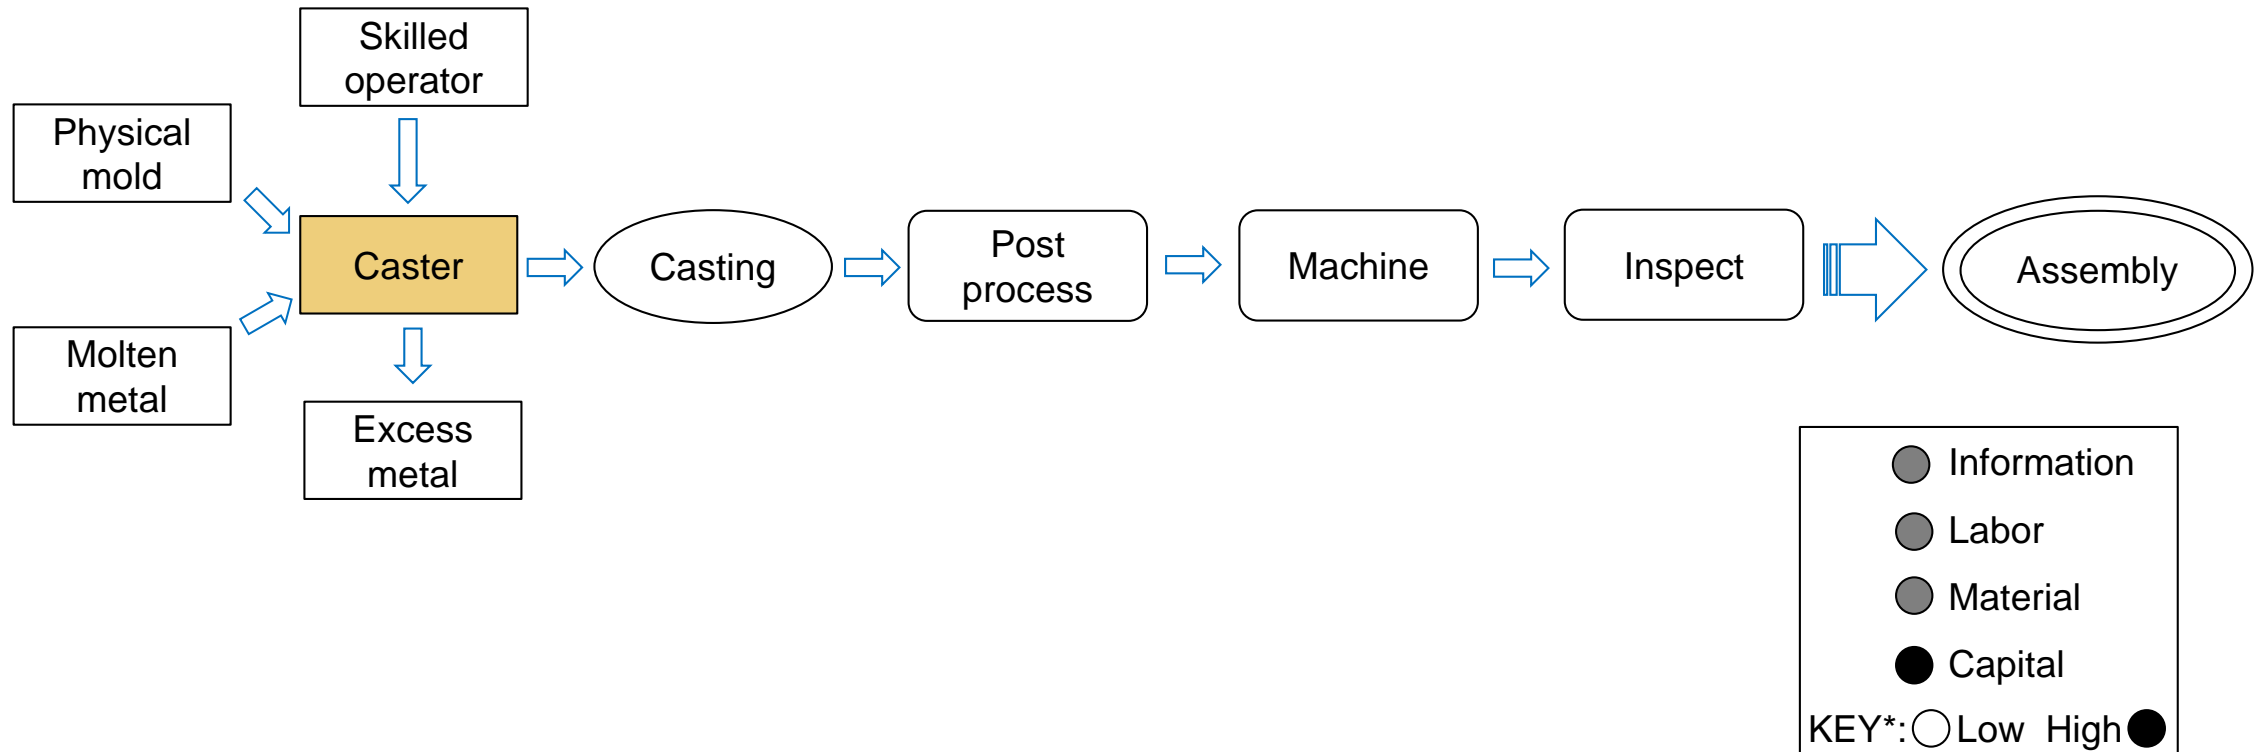 Skilled
operator
Physical
mold
Caster
Casting
Post
process
Machine
Inspect
Assembly
Molten
metal
Excess
metal
Information
Labor
Material
Capital
KEY*: Low High